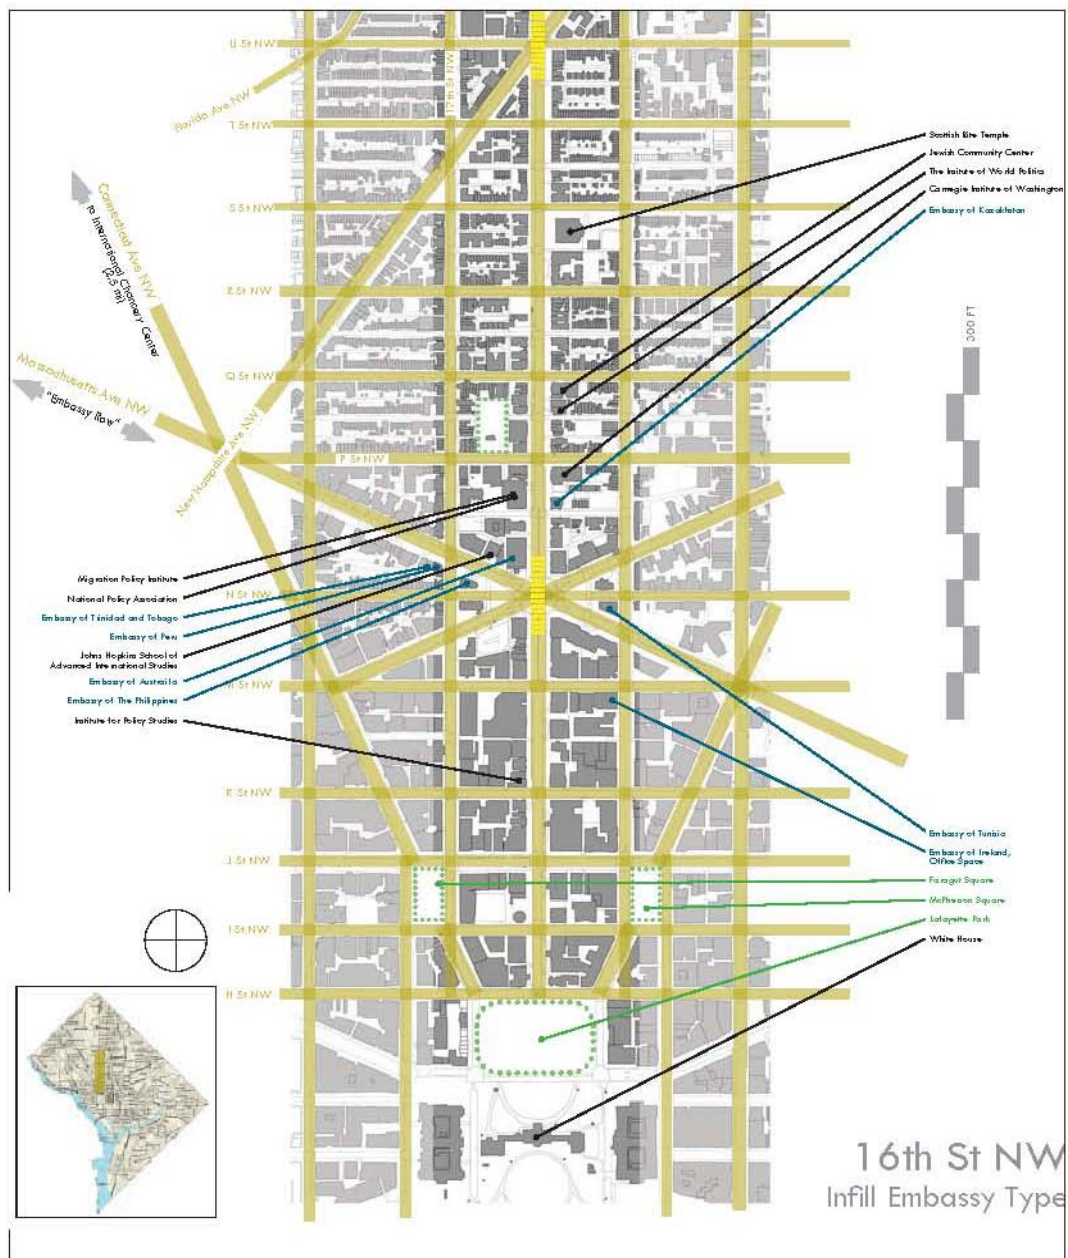 U St NW
17th St NW
Florida Ave NW
T St NW
Scottish Rite Temple
Jewish Community Center
The Insitute of World Politics
Carnegie Insitute of Washington
Embassy of Kazakhstan
S St NW
Connecticut Ave NW
to International Chancery Center
(2.5 mi)
R St NW
300 FT
Massachusetts Ave NW
"Embassy Row"
Q St NW
New Hampshire Ave NW
P St NW
Migration Policy Institute
National Policy Association
Embassy of Trinidad and Tobago
Embassy of Peru
Johns Hopkins School of
Advanced International Studies
Embassy of Australia
Embassy of The Philippines
Institute for Policy Studies
N St NW
M St NW
K St NW
J St NW
I St NW
H St NW
Embassy of Tunisia
Embassy of Ireland,
Office Space
Faragut Square
McPherson Square
Lafayette Park
White House
16th St NW
Infill Embassy Type